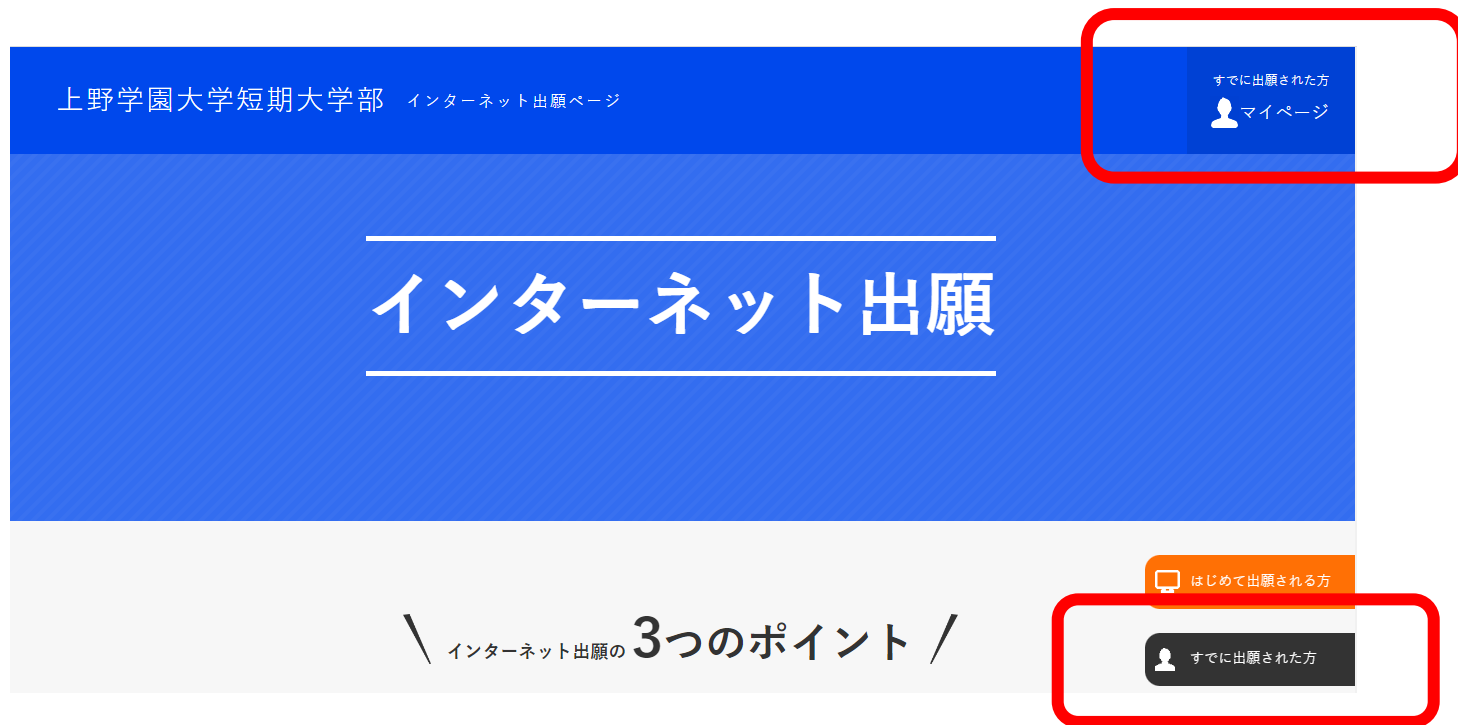 すでに出願された方
上野学園大学短期大学部 インターネット出願ページ
マイページ
インターネット出願
はじめて出願される方
インターネット出願の3つのポイント
すでに出願された方